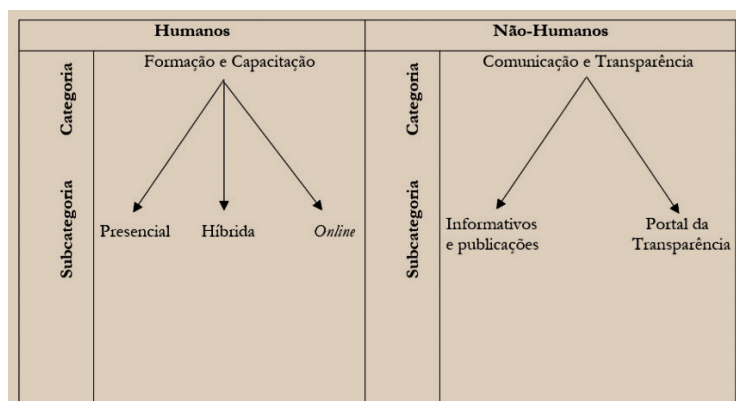 Humanos
Não-Humanos
Categoria
Formação e Capacitação
Categoria
Comunicação e Transparência
Subcategoria
Presencial
Híbrida
Online
Subcategoria
Informativos
e publicações
Portal da
Transparência